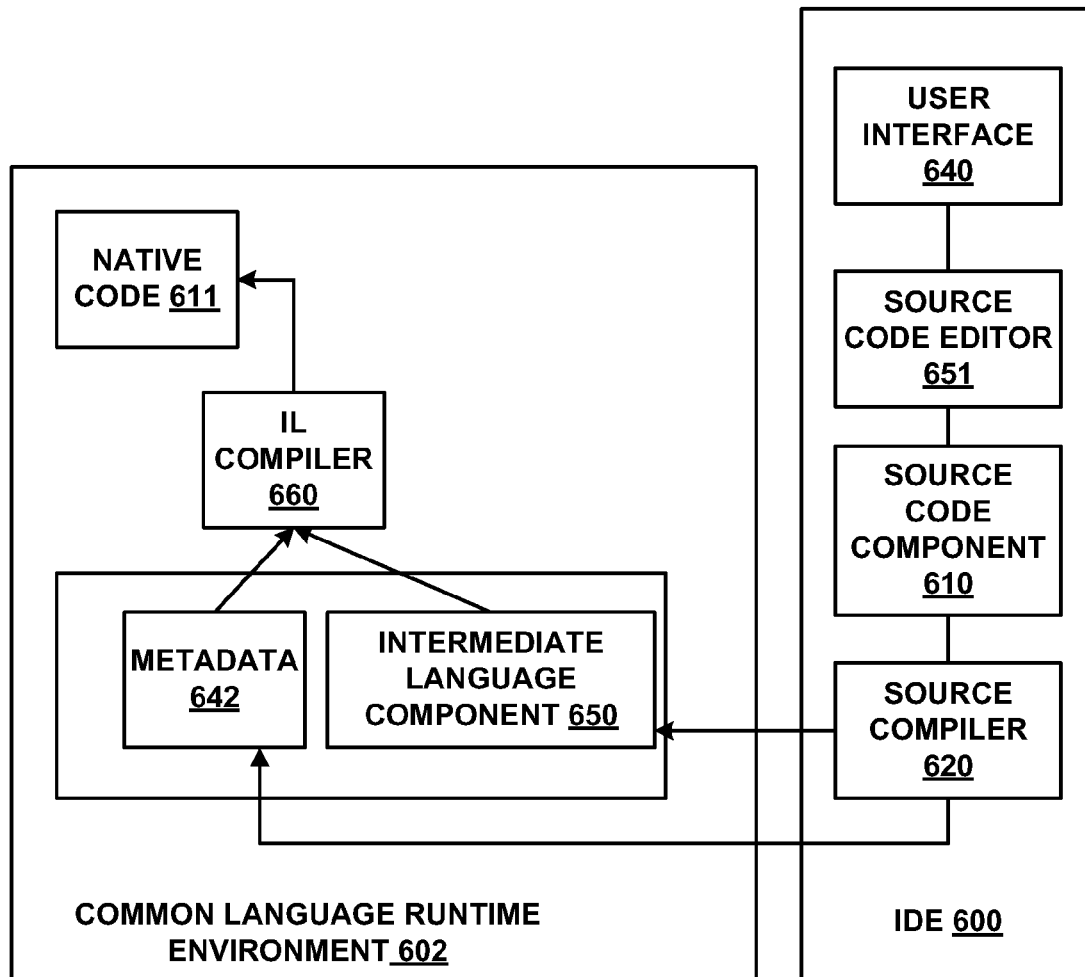 USER
INTERFACE
640
NATIVE
CODE 611
SOURCE
CODE EDITOR
651
IL
COMPILER
660
SOURCE
CODE
COMPONENT
610
METADATA
642
INTERMEDIATE
LANGUAGE
COMPONENT 650
SOURCE
COMPILER
620
COMMON LANGUAGE RUNTIME
ENVIRONMENT 602
IDE 600